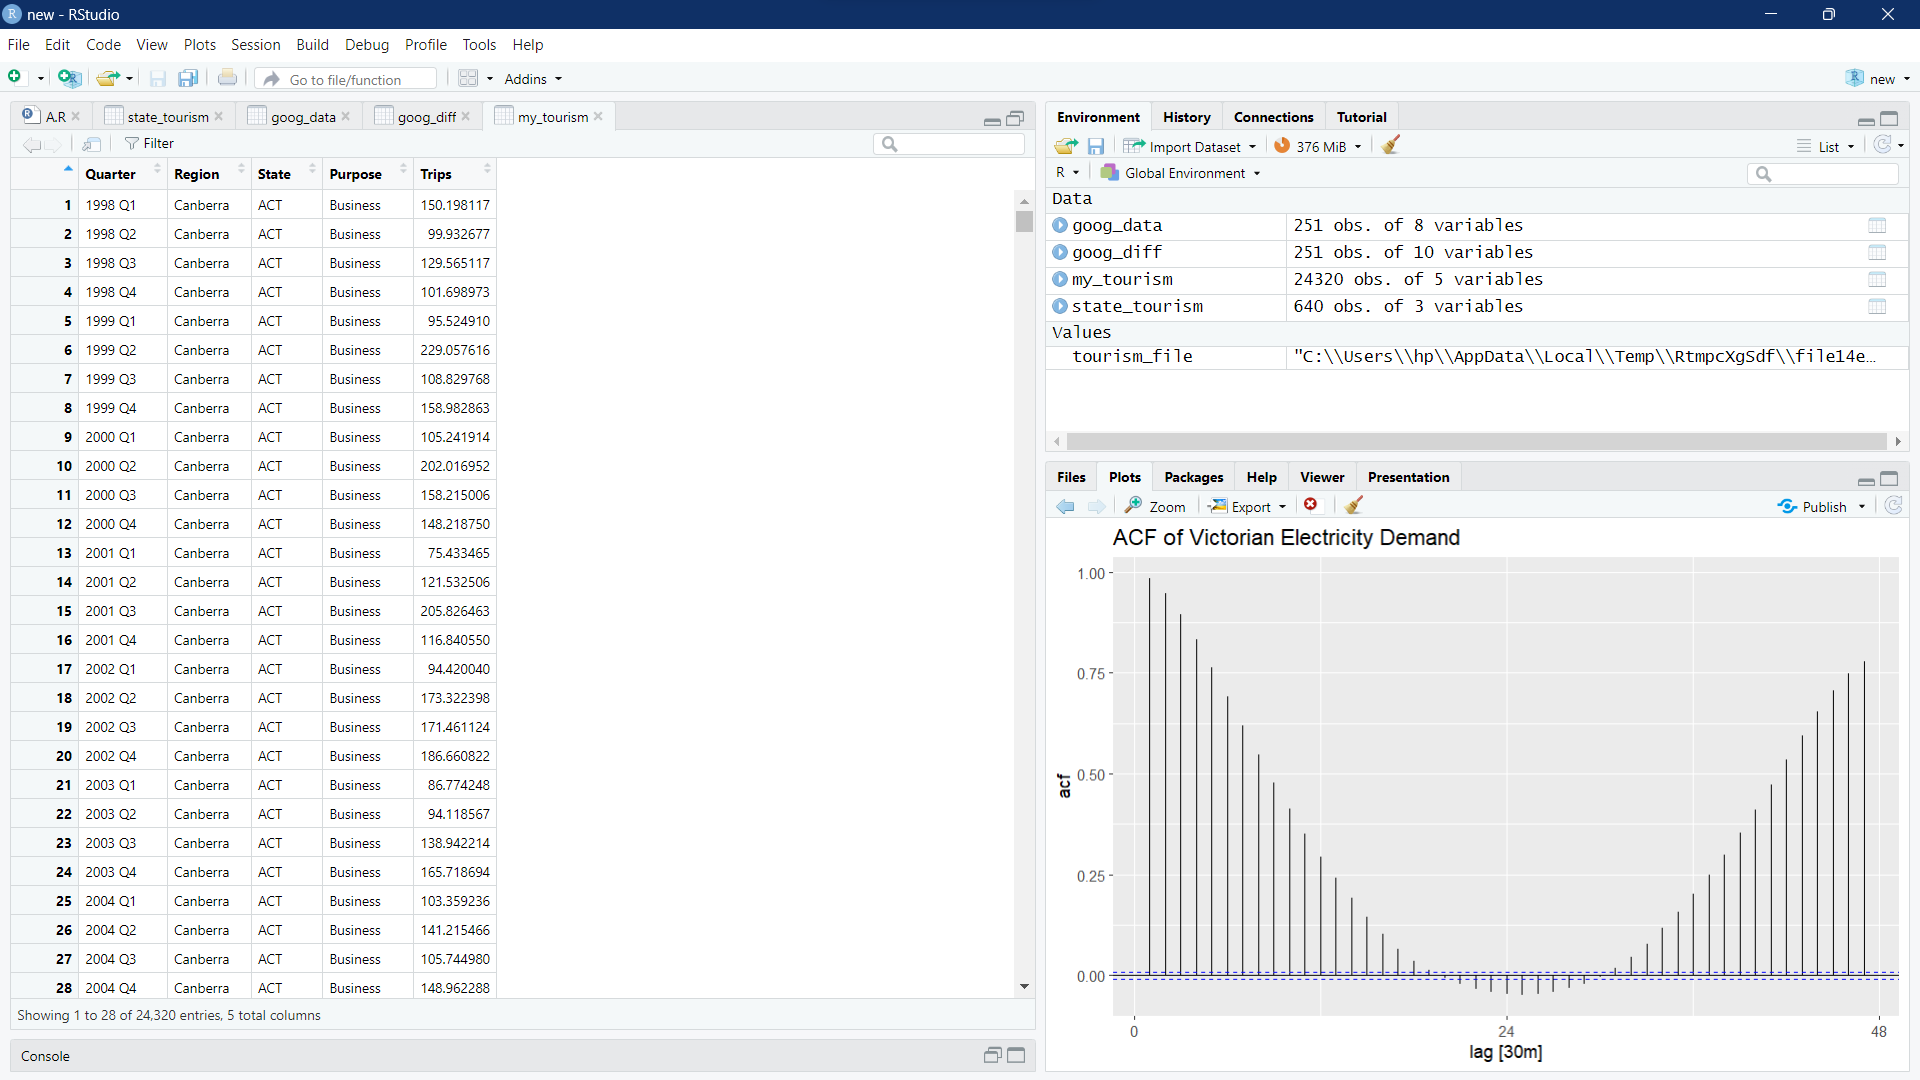 new - RStudio
File Edit Code View Plots Session Build Debug Profile Tools Help
Go to file/function Addins new
A.R state_tourism goog_data goog_diff my_tourism
Filter
Quarter Region State Purpose Trips
1 1998 Q1 Canberra ACT Business 150.198117
2 1998 Q2 Canberra ACT Business 99.932677
3 1998 Q3 Canberra ACT Business 129.565117
4 1998 Q4 Canberra ACT Business 101.698973
5 1999 Q1 Canberra ACT Business 95.524910
6 1999 Q2 Canberra ACT Business 229.057616
7 1999 Q3 Canberra ACT Business 108.829768
8 1999 Q4 Canberra ACT Business 158.982863
9 2000 Q1 Canberra ACT Business 105.241914
10 2000 Q2 Canberra ACT Business 202.016952
11 2000 Q3 Canberra ACT Business 158.215006
12 2000 Q4 Canberra ACT Business 148.218750
13 2001 Q1 Canberra ACT Business 75.433465
14 2001 Q2 Canberra ACT Business 121.532506
15 2001 Q3 Canberra ACT Business 205.826463
16 2001 Q4 Canberra ACT Business 116.840550
17 2002 Q1 Canberra ACT Business 94.420040
18 2002 Q2 Canberra ACT Business 173.322398
19 2002 Q3 Canberra ACT Business 171.461124
20 2002 Q4 Canberra ACT Business 186.660822
21 2003 Q1 Canberra ACT Business 86.774248
22 2003 Q2 Canberra ACT Business 94.118567
23 2003 Q3 Canberra ACT Business 138.942214
24 2003 Q4 Canberra ACT Business 165.718694
25 2004 Q1 Canberra ACT Business 103.359236
26 2004 Q2 Canberra ACT Business 141.215466
27 2004 Q3 Canberra ACT Business 105.744980
28 2004 Q4 Canberra ACT Business 148.962288
Showing 1 to 28 of 24,320 entries, 5 total columns
Console
Environment History Connections Tutorial
Import Dataset 376 MiB List
R Global Environment
Data
goog_data 251 obs. of 8 variables
goog_diff 251 obs. of 10 variables
my_tourism 24320 obs. of 5 variables
state_tourism 640 obs. of 3 variables
Values
tourism_file "C:\\Users\\hp\\AppData\\Local\\Temp\\RtmpcXgSdf\\file14e…
Files Plots Packages Help Viewer Presentation
Zoom Export Publish
ACF of Victorian Electricity Demand
1.00
0.75
0.50
0.25
0.00
acf
0 24 48
lag [30m]